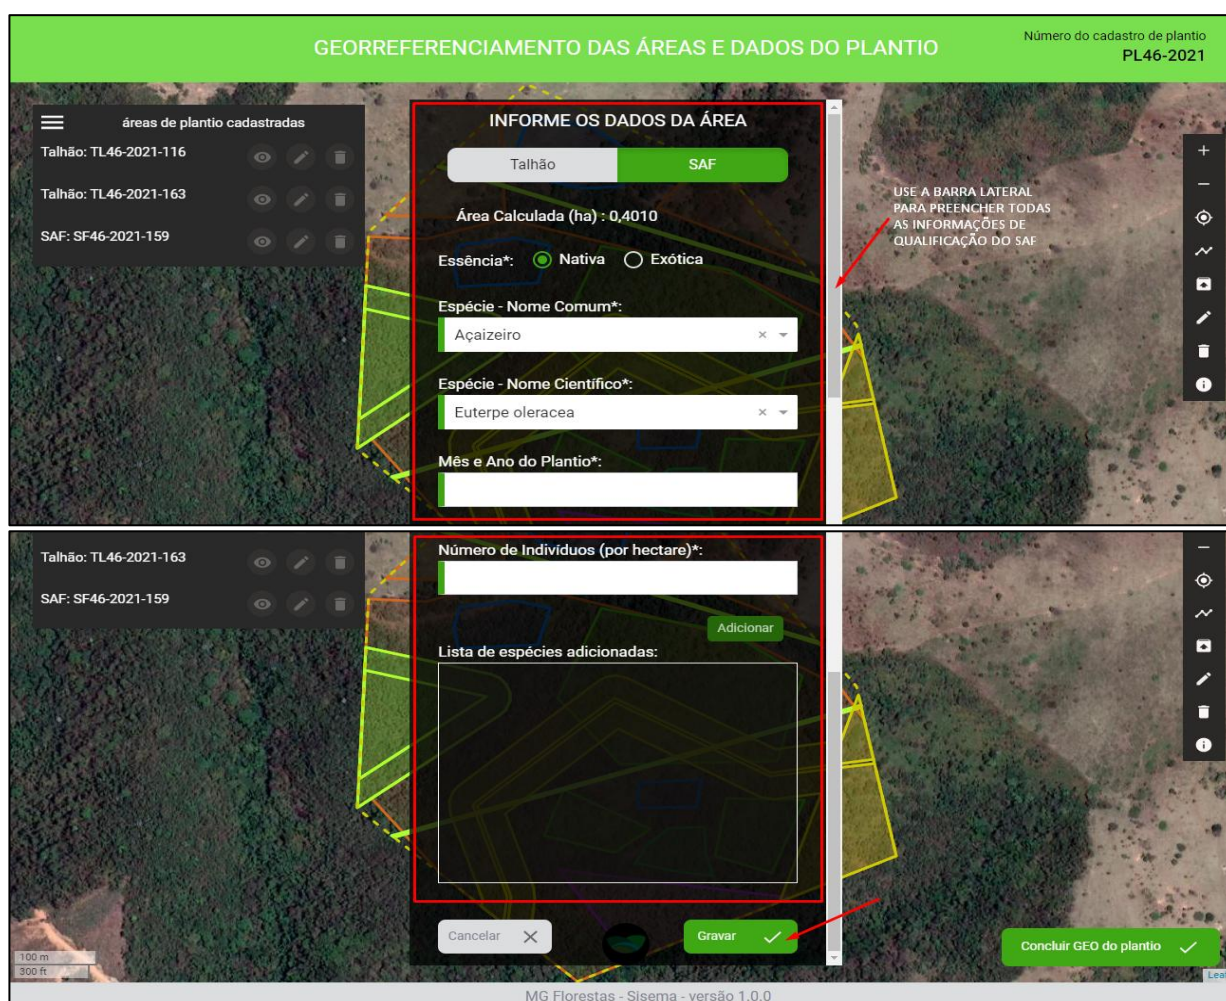 GEORREFERENCIAMENTO DAS ÁREAS E DADOS DO PLANTIO
Número do cadastro de plantio
PL46-2021
áreas de plantio cadastradas
Talhão: TL46-2021-116
Talhão: TL46-2021-163
SAF: SF46-2021-159
INFORME OS DADOS DA ÁREA
Talhão
SAF
Área Calculada (ha) : 0,4010
Essência*:
Nativa
Exótica
Espécie - Nome Comum*:
Açaizeiro
Espécie - Nome Científico*:
Euterpe oleracea
Mês e Ano do Plantio*:
USE A BARRA LATERAL
PARA PREENCHER TODAS
AS INFORMAÇÕES DE
QUALIFICAÇÃO DO SAF
Talhão: TL46-2021-163
SAF: SF46-2021-159
Número de Indivíduos (por hectare)*:
Adicionar
Lista de espécies adicionadas:
Cancelar
Gravar
Concluir GEO do plantio
100 m
300 ft
Leaf
MG Florestas - Sisema - versão 1.0.0